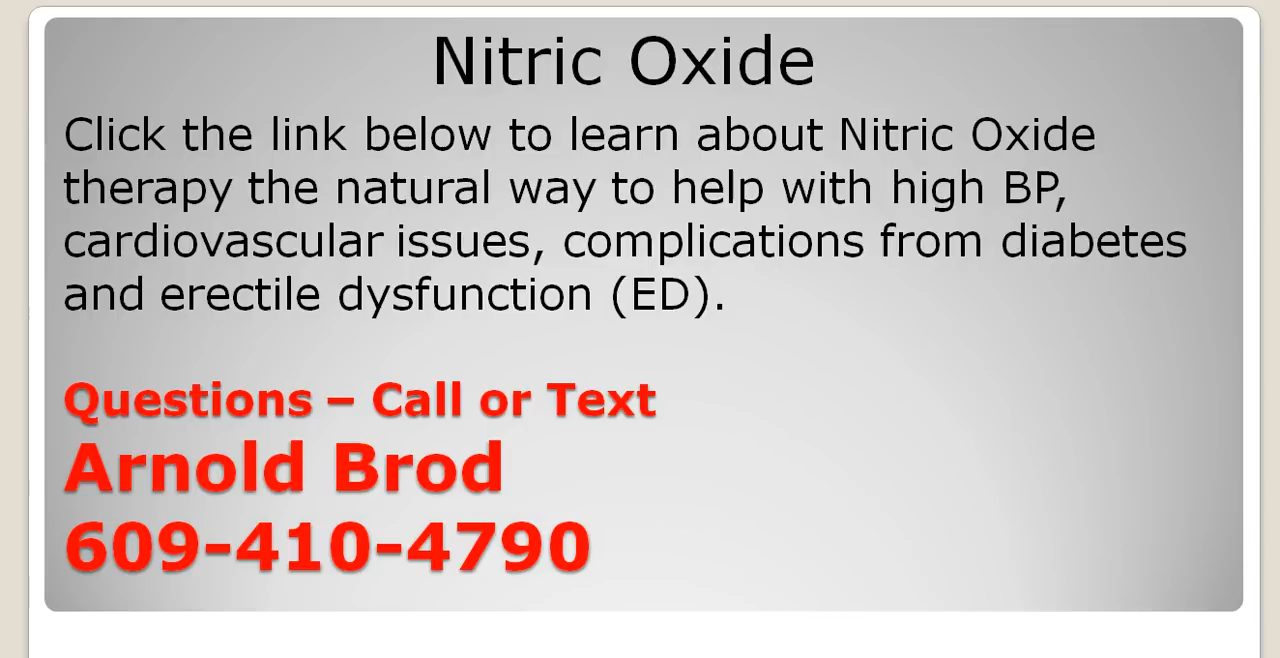 Nitric Oxide
Click the link below to learn about Nitric Oxide
therapy the natural way to help with high BP,
cardiovascular issues, complications from diabetes
and erectile dysfunction (ED).
Questions – Call or Text
Arnold Brod
609-410-4790